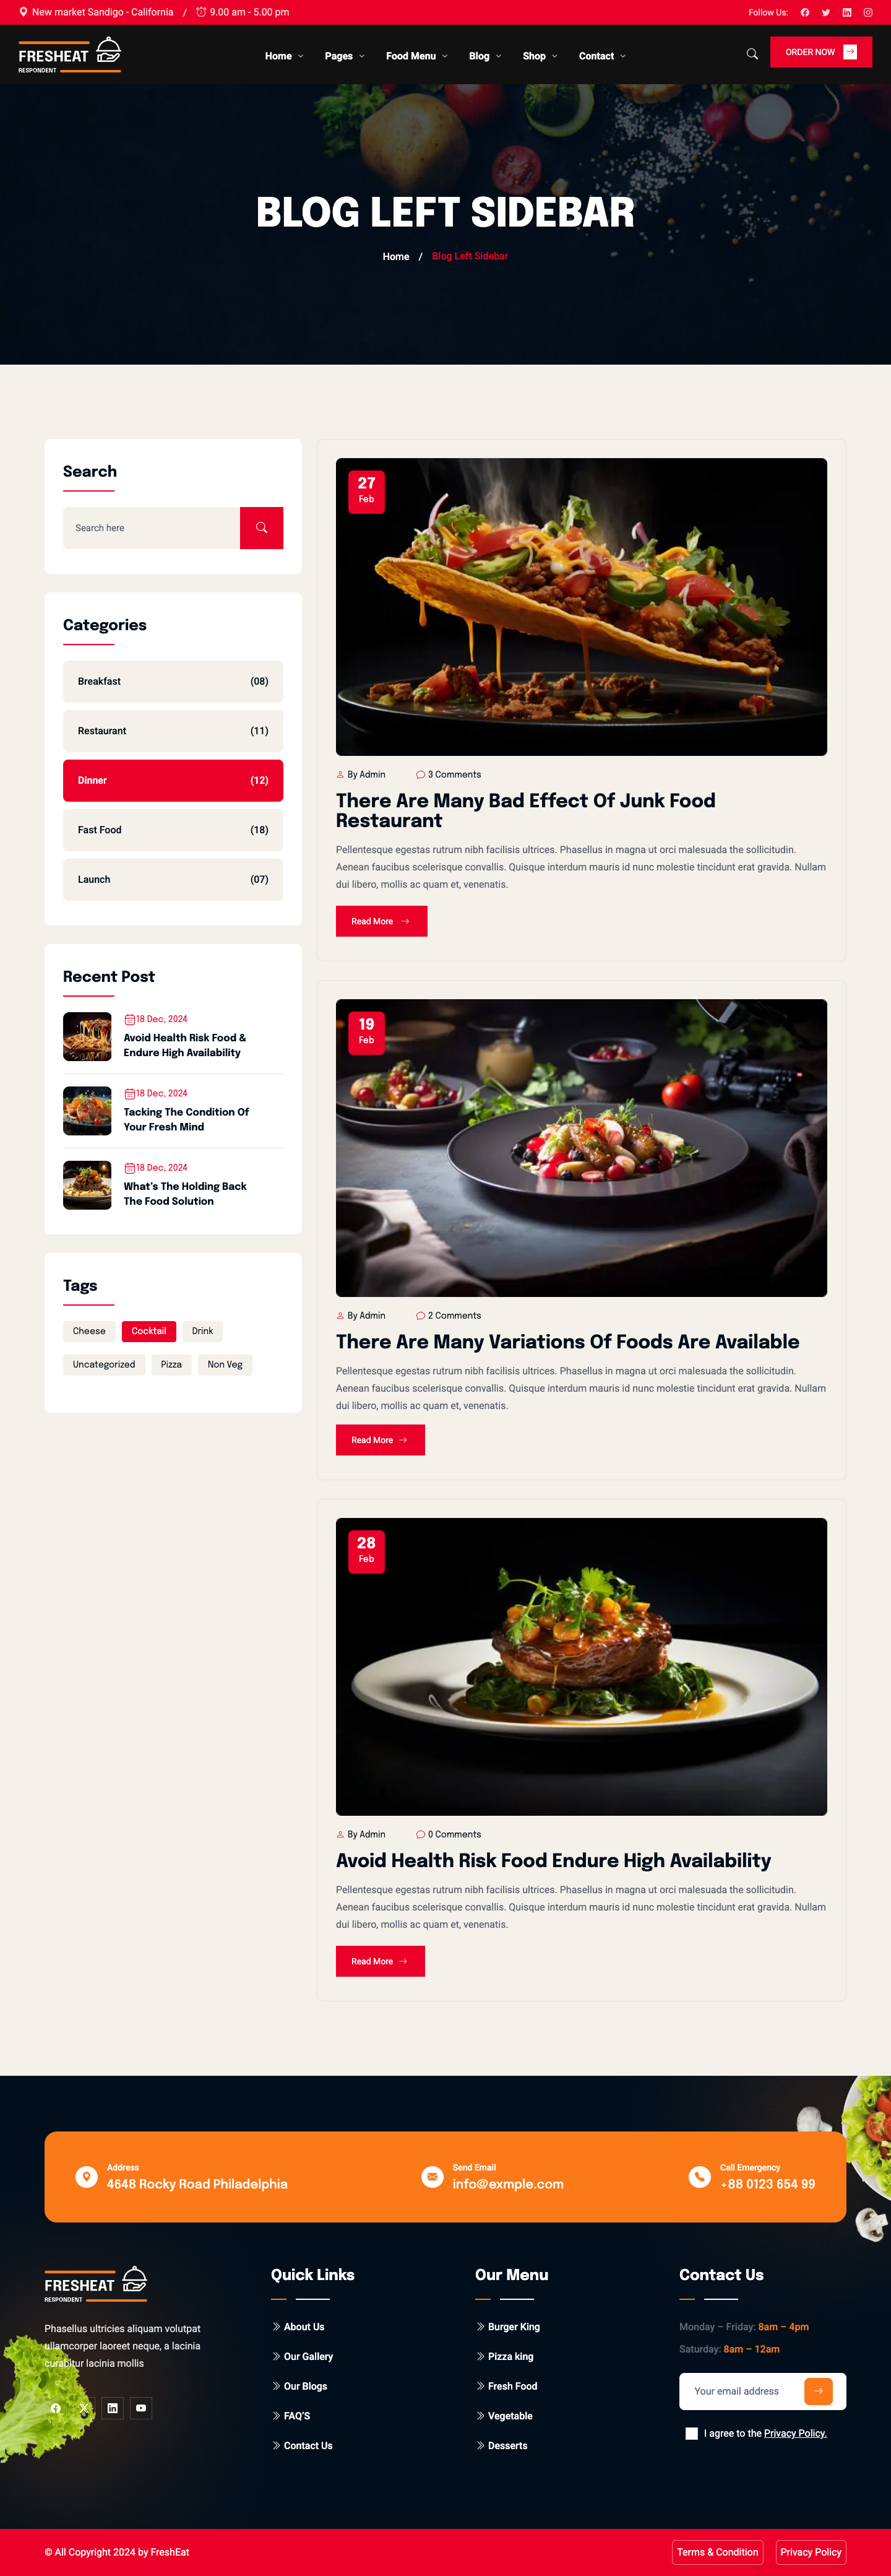 New market Sandigo - California / 9.00 am - 5.00 pm
Follow Us:
FRESHEAT
RESPONDENT
Home Pages Food Menu Blog Shop Contact
ORDER NOW
BLOG LEFT SIDEBAR
Home / Blog Left Sidebar
Search
Search here
Categories
Breakfast (08)
Restaurant (11)
Dinner (12)
Fast Food (18)
Launch (07)
Recent Post
18 Dec, 2024
Avoid Health Risk Food &
Endure High Availability
18 Dec, 2024
Tacking The Condition Of
Your Fresh Mind
18 Dec, 2024
What's The Holding Back
The Food Solution
Tags
Cheese Cocktail Drink
Uncategorized Pizza Non Veg
27
Feb
By Admin 3 Comments
There Are Many Bad Effect Of Junk Food
Restaurant
Pellentesque egestas rutrum nibh facilisis ultrices. Phasellus in magna ut orci malesuada the sollicitudin.
Aenean faucibus scelerisque convallis. Quisque interdum mauris id nunc molestie tincidunt erat gravida. Nullam
dui libero, mollis ac quam et, venenatis.
Read More
19
Feb
By Admin 2 Comments
There Are Many Variations Of Foods Are Available
Pellentesque egestas rutrum nibh facilisis ultrices. Phasellus in magna ut orci malesuada the sollicitudin.
Aenean faucibus scelerisque convallis. Quisque interdum mauris id nunc molestie tincidunt erat gravida. Nullam
dui libero, mollis ac quam et, venenatis.
Read More
28
Feb
By Admin 0 Comments
Avoid Health Risk Food Endure High Availability
Pellentesque egestas rutrum nibh facilisis ultrices. Phasellus in magna ut orci malesuada the sollicitudin.
Aenean faucibus scelerisque convallis. Quisque interdum mauris id nunc molestie tincidunt erat gravida. Nullam
dui libero, mollis ac quam et, venenatis.
Read More
Address
4648 Rocky Road Philadelphia
Send Email
info@exmple.com
Call Emergency
+88 0123 654 99
FRESHEAT
RESPONDENT
Phasellus ultricies aliquam volutpat
ullamcorper laoreet neque, a lacinia
curabitur lacinia mollis
Quick Links
About Us
Our Gallery
Our Blogs
FAQ'S
Contact Us
Our Menu
Burger King
Pizza king
Fresh Food
Vegetable
Desserts
Contact Us
Monday – Friday: 8am – 4pm
Saturday: 8am – 12am
Your email address
I agree to the Privacy Policy.
© All Copyright 2024 by FreshEat
Terms & Condition Privacy Policy